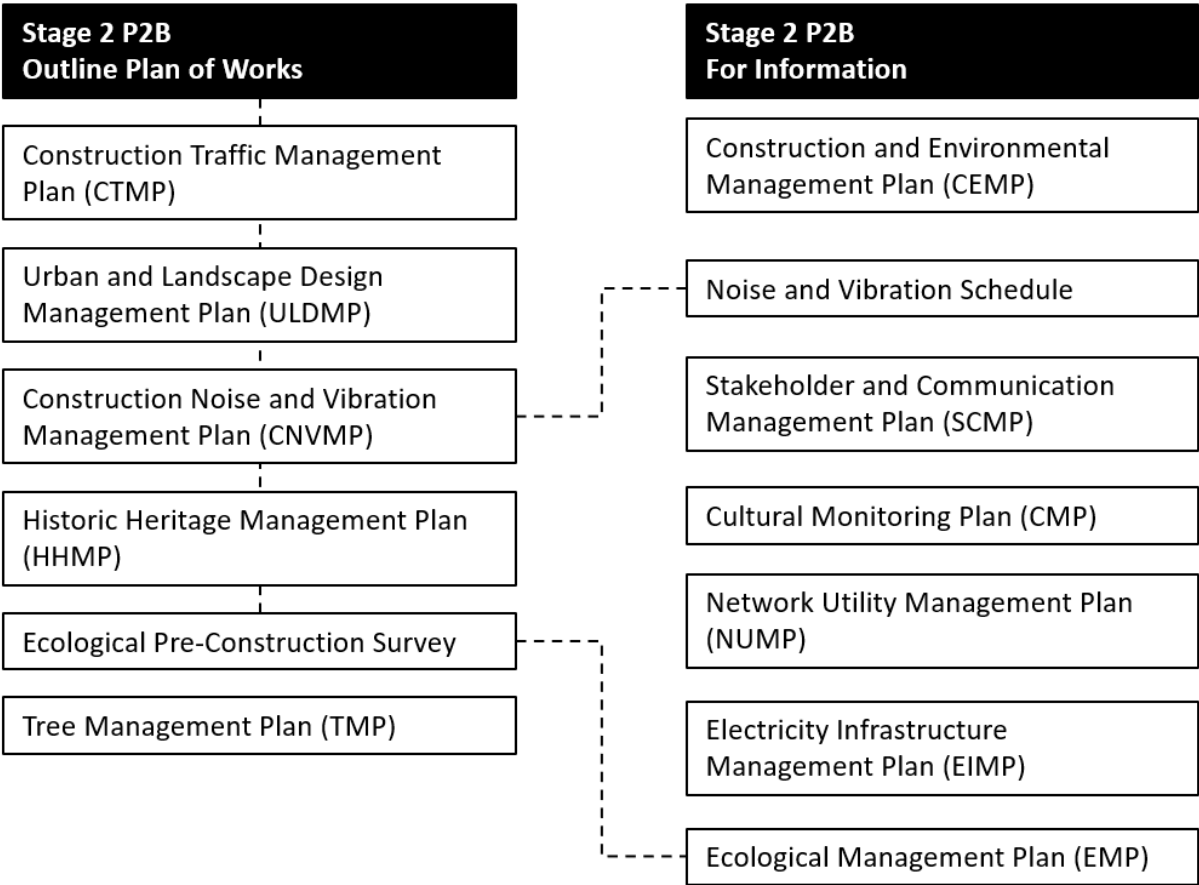 Stage 2 P2B
Outline Plan of Works
Construction Traffic Management
Plan (CTMP)
Urban and Landscape Design
Management Plan (ULDMP)
Construction Noise and Vibration
Management Plan (CNVMP)
Historic Heritage Management Plan
(HHMP)
Ecological Pre-Construction Survey
Tree Management Plan (TMP)
Stage 2 P2B
For Information
Construction and Environmental
Management Plan (CEMP)
Noise and Vibration Schedule
Stakeholder and Communication
Management Plan (SCMP)
Cultural Monitoring Plan (CMP)
Network Utility Management Plan
(NUMP)
Electricity Infrastructure
Management Plan (EIMP)
Ecological Management Plan (EMP)